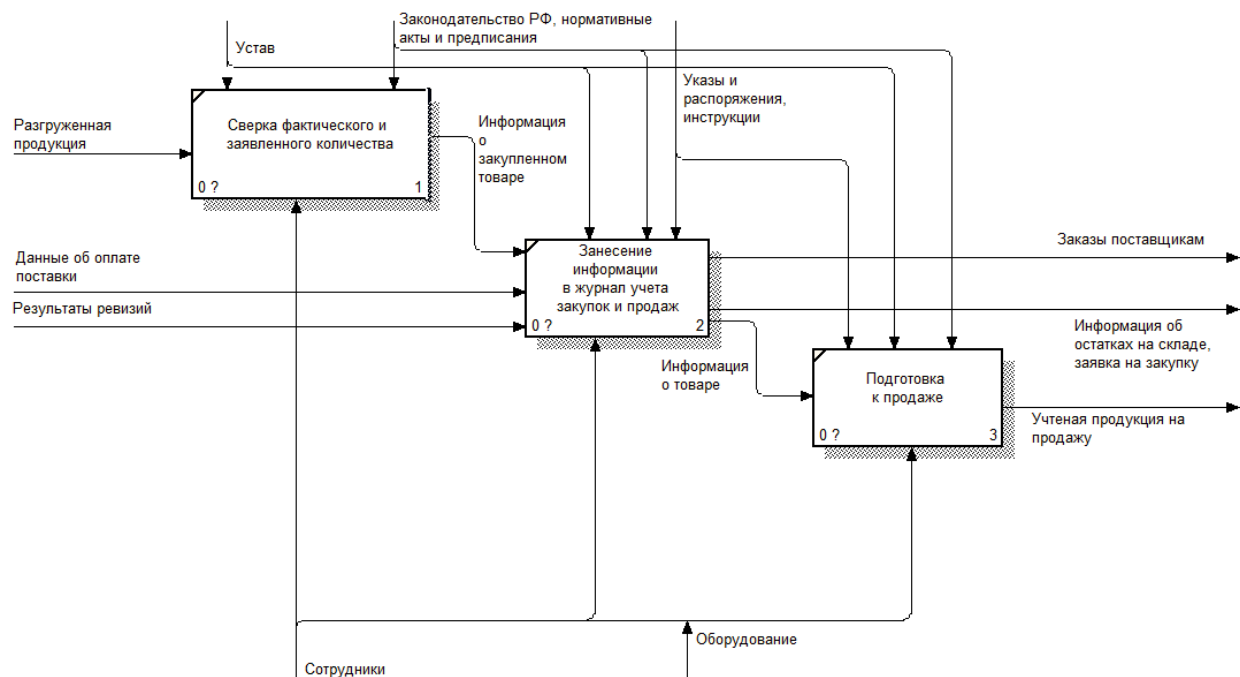 Законодательство РФ, нормативные
акты и предписания
Устав
Указы и
распоряжения,
инструкции
Разгруженная
продукция
Сверка фактического и
заявленного количества
0 ?
1
Информация
о
закупленном
товаре
Данные об оплате
поставки
Результаты ревизий
Занесение
информации
в журнал учета
закупок и продаж
0 ?
2
Заказы поставщикам
Информация об
остатках на складе,
заявка на закупку
Информация
о товаре
Подготовка
к продаже
0 ?
3
Учтеная продукция на
продажу
Оборудование
Сотрудники